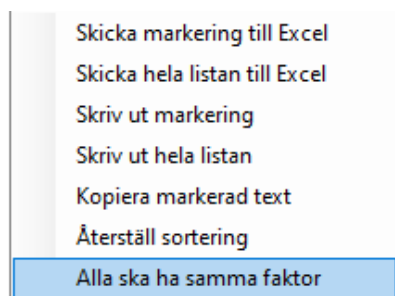 Skicka markering till Excel
Skicka hela listan till Excel
Skriv ut markering
Skriv ut hela listan
Kopiera markerad text
Återställ sortering
Alla ska ha samma faktor